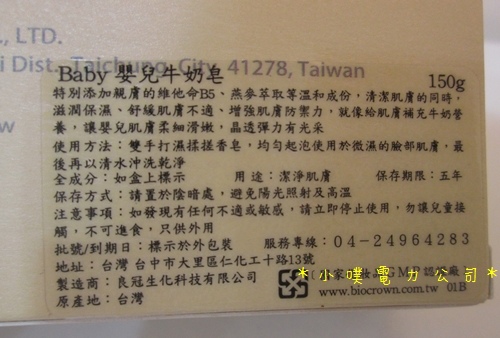 ., LTD.
i Dist., Taichung City, 41278, Taiwan
Baby 嬰兒牛奶皂 150g
特別添加親膚的維他命B5、燕麥萃取等溫和成份，清潔肌膚的同時，
滋潤保濕、舒緩肌膚不適、增強肌膚防禦力，就像給肌膚補充牛奶營
養，讓嬰兒肌膚柔細滑嫩，晶透彈力有光采
使用方法：雙手打濕揉搓香皂，均勻起泡使用於微濕的臉部肌膚，最
後再以清水沖洗乾淨
全成分：如盒上標示 用途：潔淨肌膚 保存期限：五年
保存方式：請置於陰暗處，避免陽光照射及高溫
注意事項：如發現有任何不適或敏感，請立即停止使用，勿讓兒童接
觸，不可進食，只供外用
批號/到期日：標示於外包裝 服務專線：04-24964283
地址：台灣 台中市大里區仁化工十路13號
製造商：良冠生化科技有限公司
原產地：台灣
GM 認 廠
www.biocrown.com.tw 01B
*小噗電力公司*